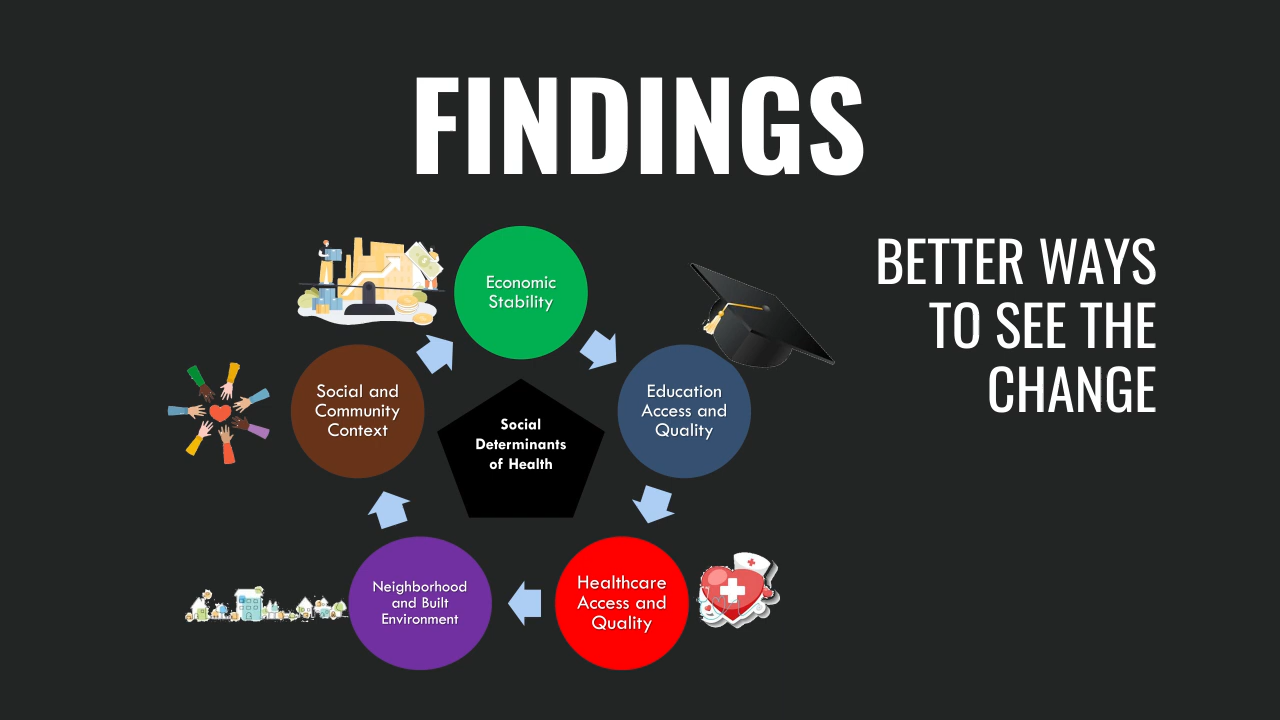 FINDINGS
BETTER WAYS
TO SEE THE
CHANGE
Economic
Stability
Education
Access and
Quality
Healthcare
Access and
Quality
Neighborhood
and Built
Environment
Social and
Community
Context
Social
Determinants
of Health